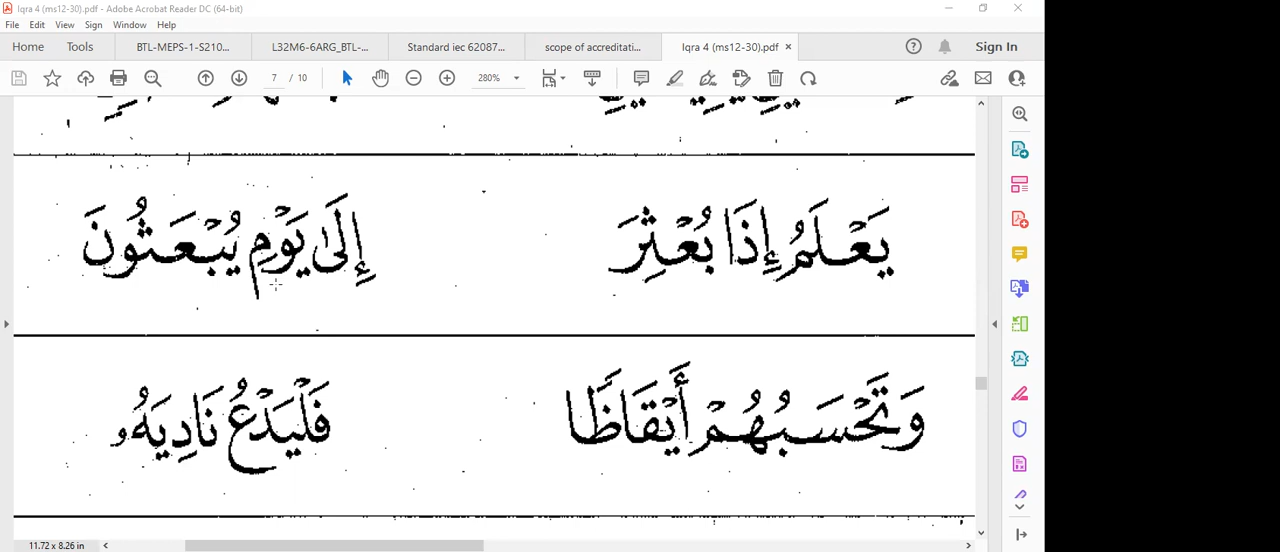 Iqra 4 (ms12-30).pdf - Adobe Acrobat Reader DC (64-bit)
File Edit View Sign Window Help
Home Tools BTL-MEPS-1-S210... L32M6-6ARG_BTL-... Standard iec 62087... scope of accreditati... Iqra 4 (ms12-30).pdf × Sign In
7 / 10 280%
يَعْلَمُ إِذَا بُعْثِرَ إِلَىٰ يَوْمِ يُبْعَثُونَ
وَتَحْسَبُهُمْ أَيْقَاظًا فَلْيَدْعُ نَادِيَهُۥ
11.72 x 8.26 in